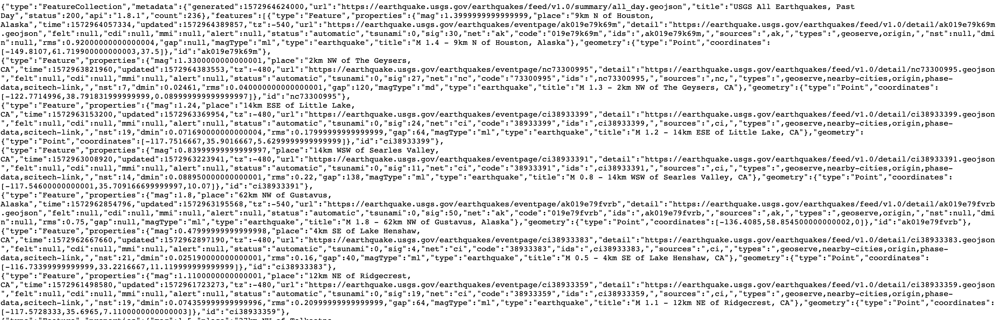 {"type":"FeatureCollection","metadata":{"generated":1572964624000,"url":"https://earthquake.usgs.gov/earthquakes/feed/v1.0/summary/all_day.geojson","title":"USGS All Earthquakes, Past
Day","status":200,"api":"1.8.1","count":236},"features":[{"type":"Feature","properties":{"mag":1.3999999999999999,"place":"9km N of Houston,
Alaska","time":1572964057334,"updated":1572964389857,"tz":-540,"url":"https://earthquake.usgs.gov/earthquakes/eventpage/ak019e79k69m","detail":"https://earthquake.usgs.gov/earthquakes/feed/v1.0/detail/ak019e79k69m
.geojson","felt":null,"cdi":null,"mmi":null,"alert":null,"status":"automatic","tsunami":0,"sig":30,"net":"ak","code":"019e79k69m","ids":",ak019e79k69m,","sources":",ak,","types":",geoserve,origin,","nst":null,"dmi
n":null,"rms":0.92000000000000004,"gap":null,"magType":"ml","type":"earthquake","title":"M 1.4 - 9km N of Houston, Alaska"},"geometry":{"type":"Point","coordinates":
[-149.8107,61.719900000000003,37.5]},"id":"ak019e79k69m"},
{"type":"Feature","properties":{"mag":1.3300000000000001,"place":"2km NW of The Geysers,
CA","time":1572963821960,"updated":1572964383553,"tz":-480,"url":"https://earthquake.usgs.gov/earthquakes/eventpage/nc73300995","detail":"https://earthquake.usgs.gov/earthquakes/feed/v1.0/detail/nc73300995.geojson
","felt":null,"cdi":null,"mmi":null,"alert":null,"status":"automatic","tsunami":0,"sig":27,"net":"nc","code":"73300995","ids":",nc73300995,","sources":",nc,","types":",geoserve,nearby-cities,origin,phase-
data,scitech-link,","nst":7,"dmin":0.02461,"rms":0.040000000000000001,"gap":120,"magType":"md","type":"earthquake","title":"M 1.3 - 2km NW of The Geysers, CA"},"geometry":{"type":"Point","coordinates":
[-122.7714996,38.791831999999999,0.089999999999999997]},"id":"nc73300995"},
{"type":"Feature","properties":{"mag":1.24,"place":"14km ESE of Little Lake,
CA","time":1572963153200,"updated":1572963369954,"tz":-480,"url":"https://earthquake.usgs.gov/earthquakes/eventpage/ci38933399","detail":"https://earthquake.usgs.gov/earthquakes/feed/v1.0/detail/ci38933399.geojson
","felt":null,"cdi":null,"mmi":null,"alert":null,"status":"automatic","tsunami":0,"sig":24,"net":"ci","code":"38933399","ids":",ci38933399,","sources":",ci,","types":",geoserve,nearby-cities,origin,phase-
data,scitech-link,","nst":19,"dmin":0.071690000000000004,"rms":0.17999999999999999,"gap":64,"magType":"ml","type":"earthquake","title":"M 1.2 - 14km ESE of Little Lake, CA"},"geometry":
{"type":"Point","coordinates":[-117.7516667,35.9016667,5.6299999999999999]},"id":"ci38933399"},
{"type":"Feature","properties":{"mag":0.83999999999999997,"place":"14km WSW of Searles Valley,
CA","time":1572963008920,"updated":1572963223941,"tz":-480,"url":"https://earthquake.usgs.gov/earthquakes/eventpage/ci38933391","detail":"https://earthquake.usgs.gov/earthquakes/feed/v1.0/detail/ci38933391.geojson
","felt":null,"cdi":null,"mmi":null,"alert":null,"status":"automatic","tsunami":0,"sig":11,"net":"ci","code":"38933391","ids":",ci38933391,","sources":",ci,","types":",geoserve,nearby-cities,origin,phase-
data,scitech-link,","nst":14,"dmin":0.088950000000000001,"rms":0.22,"gap":138,"magType":"ml","type":"earthquake","title":"M 0.8 - 14km WSW of Searles Valley, CA"},"geometry":{"type":"Point","coordinates":
[-117.54600000000001,35.709166699999997,10.07]},"id":"ci38933391"},
{"type":"Feature","properties":{"mag":1.8,"place":"62km NW of Gustavus,
Alaska","time":1572962854796,"updated":1572963195568,"tz":-540,"url":"https://earthquake.usgs.gov/earthquakes/eventpage/ak019e79fvrb","detail":"https://earthquake.usgs.gov/earthquakes/feed/v1.0/detail/ak019e79fvrb
.geojson","felt":null,"cdi":null,"mmi":null,"alert":null,"status":"automatic","tsunami":0,"sig":50,"net":"ak","code":"019e79fvrb","ids":",ak019e79fvrb,","sources":",ak,","types":",geoserve,origin,","nst":null,"dmi
n":null,"rms":0.75,"gap":null,"magType":"ml","type":"earthquake","title":"M 1.8 - 62km NW of Gustavus, Alaska"},"geometry":{"type":"Point","coordinates":[-136.4085,58.854500000000002,0]},"id":"ak019e79fvrb"},
{"type":"Feature","properties":{"mag":0.47999999999999998,"place":"4km SE of Lake Henshaw,
CA","time":1572962667660,"updated":1572962897190,"tz":-480,"url":"https://earthquake.usgs.gov/earthquakes/eventpage/ci38933383","detail":"https://earthquake.usgs.gov/earthquakes/feed/v1.0/detail/ci38933383.geojson
","felt":null,"cdi":null,"mmi":null,"alert":null,"status":"automatic","tsunami":0,"sig":4,"net":"ci","code":"38933383","ids":",ci38933383,","sources":",ci,","types":",geoserve,nearby-cities,origin,phase-
data,scitech-link,","nst":21,"dmin":0.025190000000000001,"rms":0.16,"gap":40,"magType":"ml","type":"earthquake","title":"M 0.5 - 4km SE of Lake Henshaw, CA"},"geometry":{"type":"Point","coordinates":
[-116.73399999999999,33.2216667,11.119999999999999]},"id":"ci38933383"},
{"type":"Feature","properties":{"mag":1.1100000000000001,"place":"12km NE of Ridgecrest,
CA","time":1572961498580,"updated":1572961723273,"tz":-480,"url":"https://earthquake.usgs.gov/earthquakes/eventpage/ci38933359","detail":"https://earthquake.usgs.gov/earthquakes/feed/v1.0/detail/ci38933359.geojson
","felt":null,"cdi":null,"mmi":null,"alert":null,"status":"automatic","tsunami":0,"sig":19,"net":"ci","code":"38933359","ids":",ci38933359,","sources":",ci,","types":",geoserve,nearby-cities,origin,phase-
data,scitech-link,","nst":19,"dmin":0.074359999999999996,"rms":0.20999999999999999,"gap":64,"magType":"ml","type":"earthquake","title":"M 1.1 - 12km NE of Ridgecrest, CA"},"geometry":{"type":"Point","coordinates":
[-117.5728333,35.6965,7.1100000000000003]},"id":"ci38933359"},